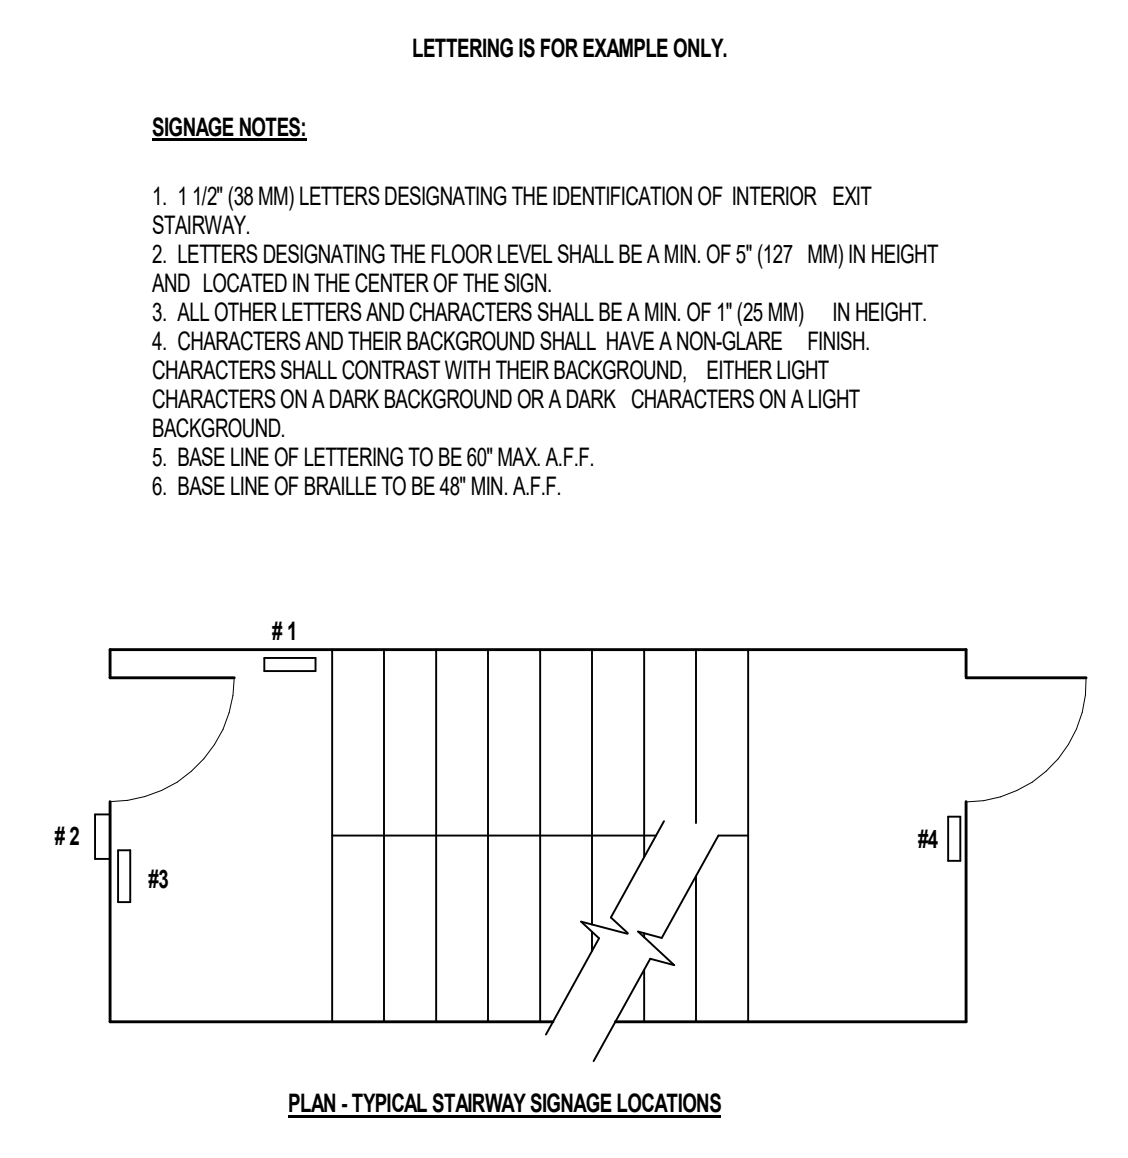 LETTERING IS FOR EXAMPLE ONLY.
SIGNAGE NOTES:
1. 1 1/2" (38 MM) LETTERS DESIGNATING THE IDENTIFICATION OF INTERIOR EXIT
STAIRWAY.
2. LETTERS DESIGNATING THE FLOOR LEVEL SHALL BE A MIN. OF 5" (127 MM) IN HEIGHT
AND LOCATED IN THE CENTER OF THE SIGN.
3. ALL OTHER LETTERS AND CHARACTERS SHALL BE A MIN. OF 1" (25 MM) IN HEIGHT.
4. CHARACTERS AND THEIR BACKGROUND SHALL HAVE A NON-GLARE FINISH.
CHARACTERS SHALL CONTRAST WITH THEIR BACKGROUND, EITHER LIGHT
CHARACTERS ON A DARK BACKGROUND OR A DARK CHARACTERS ON A LIGHT
BACKGROUND.
5. BASE LINE OF LETTERING TO BE 60" MAX. A.F.F.
6. BASE LINE OF BRAILLE TO BE 48" MIN. A.F.F.
# 1
# 2
#3
#4
PLAN - TYPICAL STAIRWAY SIGNAGE LOCATIONS